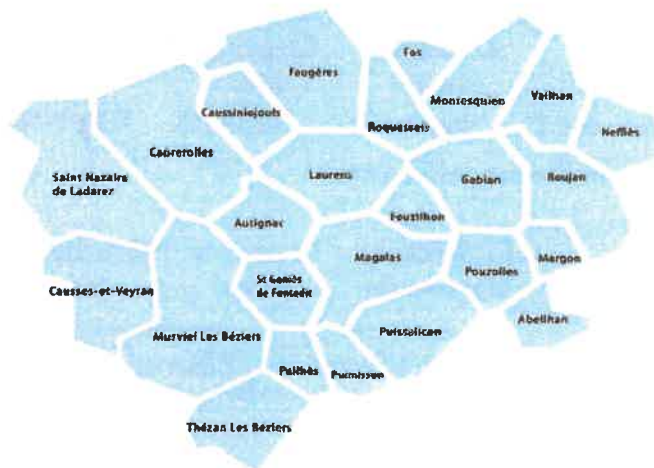 Fos
Faugères
Vailhan
Montesquieu
Caussiniojouls
Roquessels
Neffiès
Cabrerolles
Saint Nazaire
de Ladarez
Laurens
Gabian
Roujan
Autignac
Fouzilhon
Magalas
Margon
Pouzolles
St Geniès
de Fontedit
Causses-et-Veyran
Abeilhan
Puissalicon
Murviel Les Béziers
Pailhès
Puimisson
Thézan Les Béziers